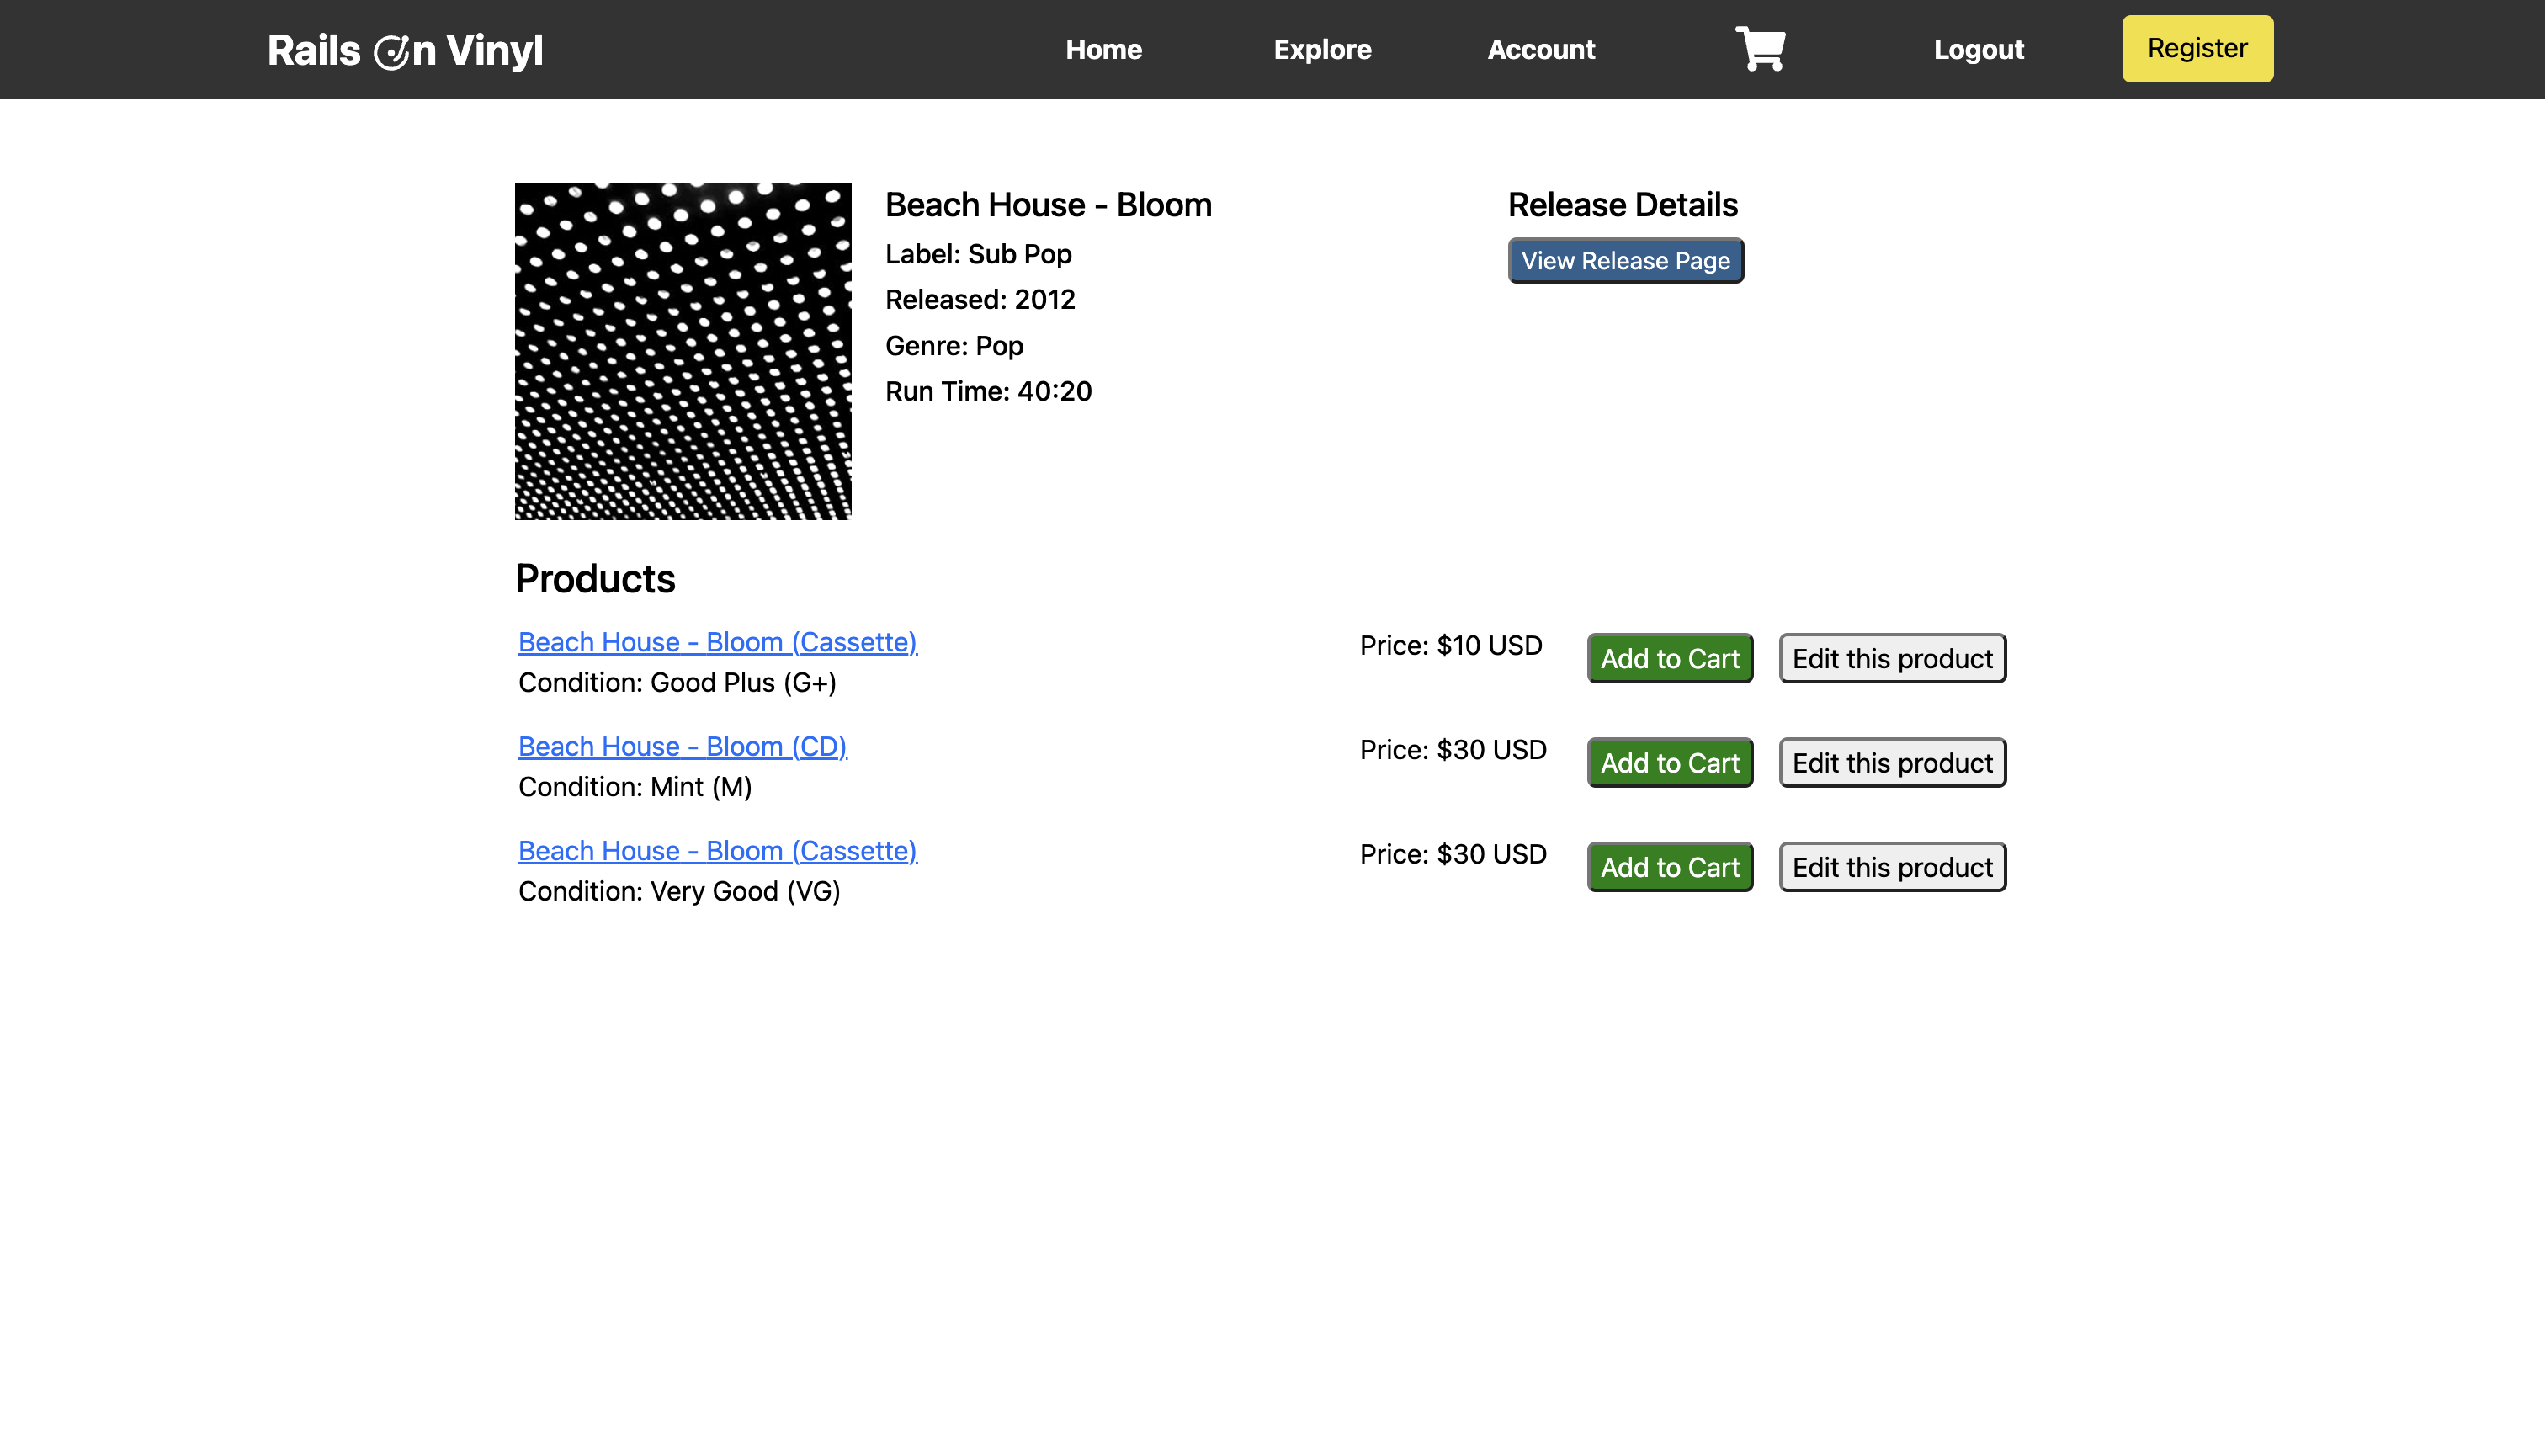 Rails On Vinyl
Home
Explore
Account
Logout
Register
Beach House - Bloom
Label: Sub Pop
Released: 2012
Genre: Pop
Run Time: 40:20
Release Details
View Release Page
Products
Beach House - Bloom (Cassette)
Condition: Good Plus (G+)
Price: $10 USD
Add to Cart
Edit this product
Beach House - Bloom (CD)
Condition: Mint (M)
Price: $30 USD
Add to Cart
Edit this product
Beach House - Bloom (Cassette)
Condition: Very Good (VG)
Price: $30 USD
Add to Cart
Edit this product